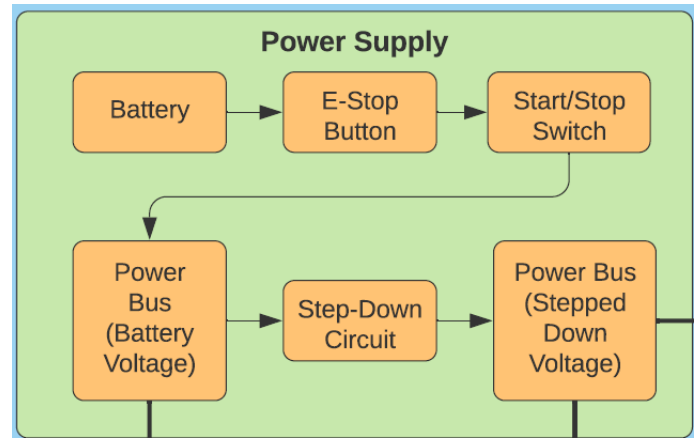 Power Supply
Battery
E-Stop
Button
Start/Stop
Switch
Power
Bus
(Battery
Voltage)
Step-Down
Circuit
Power Bus
(Stepped
Down
Voltage)